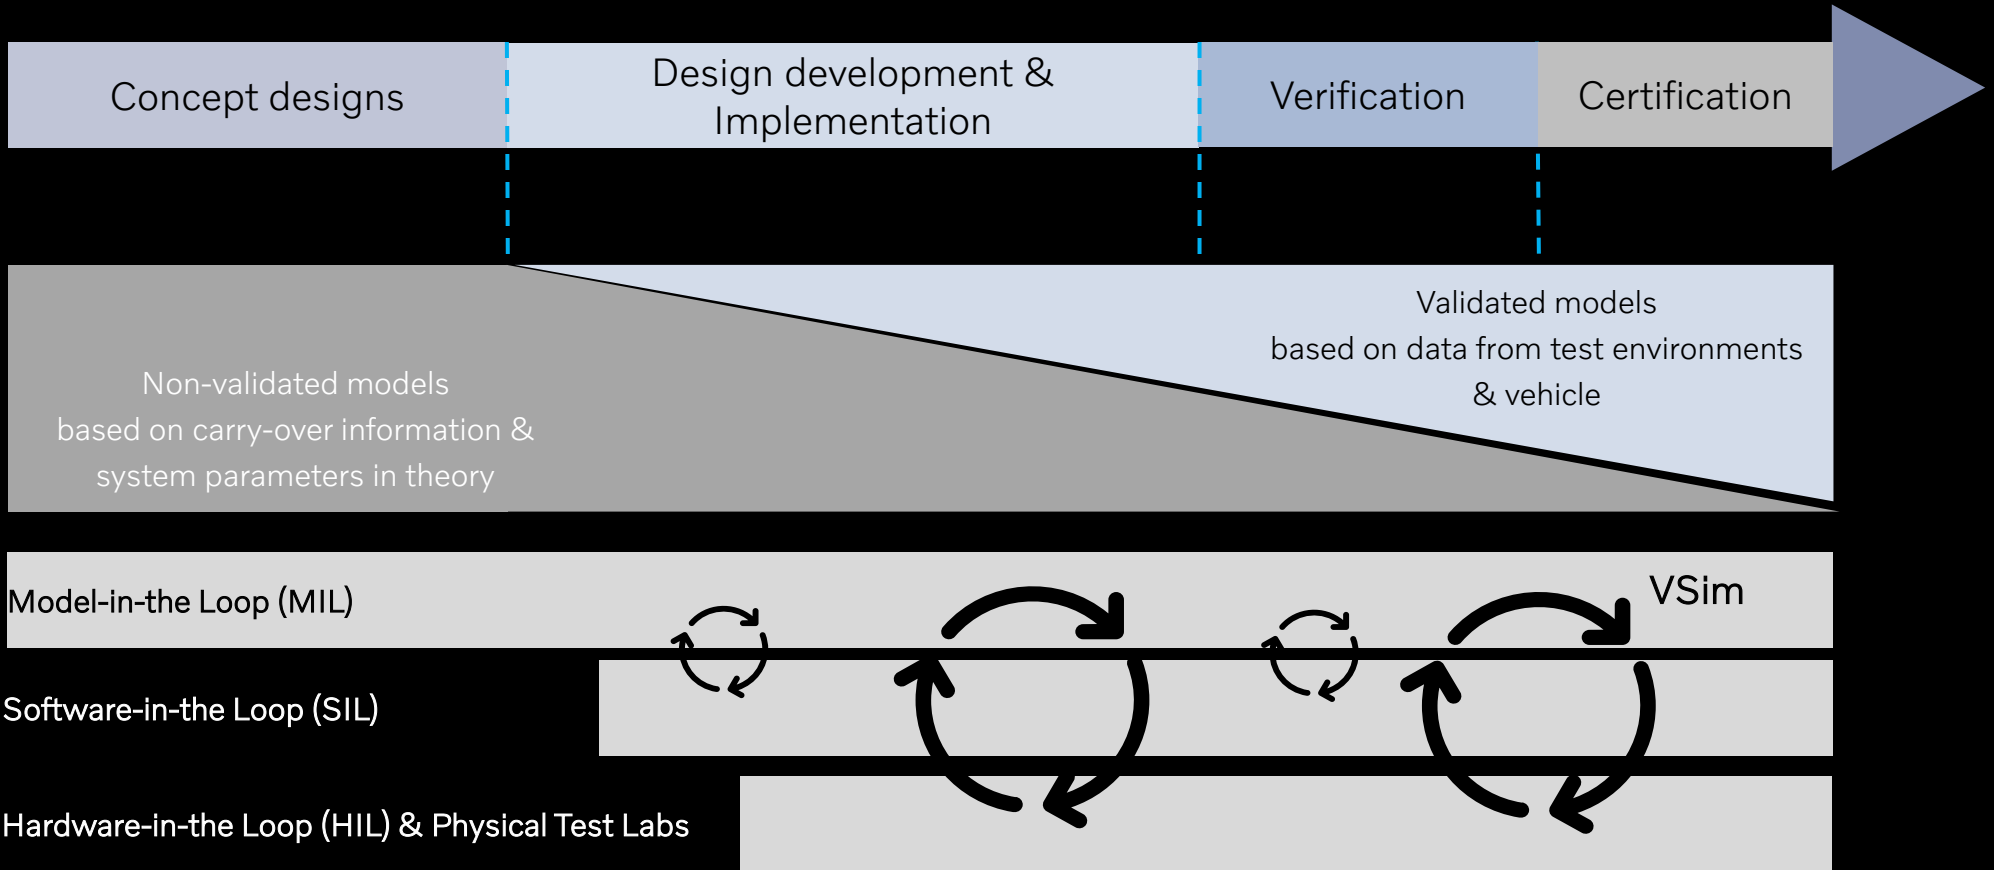 Concept designs
Design development &
Implementation
Verification
Certification
Validated models
based on data from test environments
& vehicle
Non-validated models
based on carry-over information &
system parameters in theory
Model-in-the Loop (MIL)
VSim
Software-in-the Loop (SIL)
Hardware-in-the Loop (HIL) & Physical Test Labs